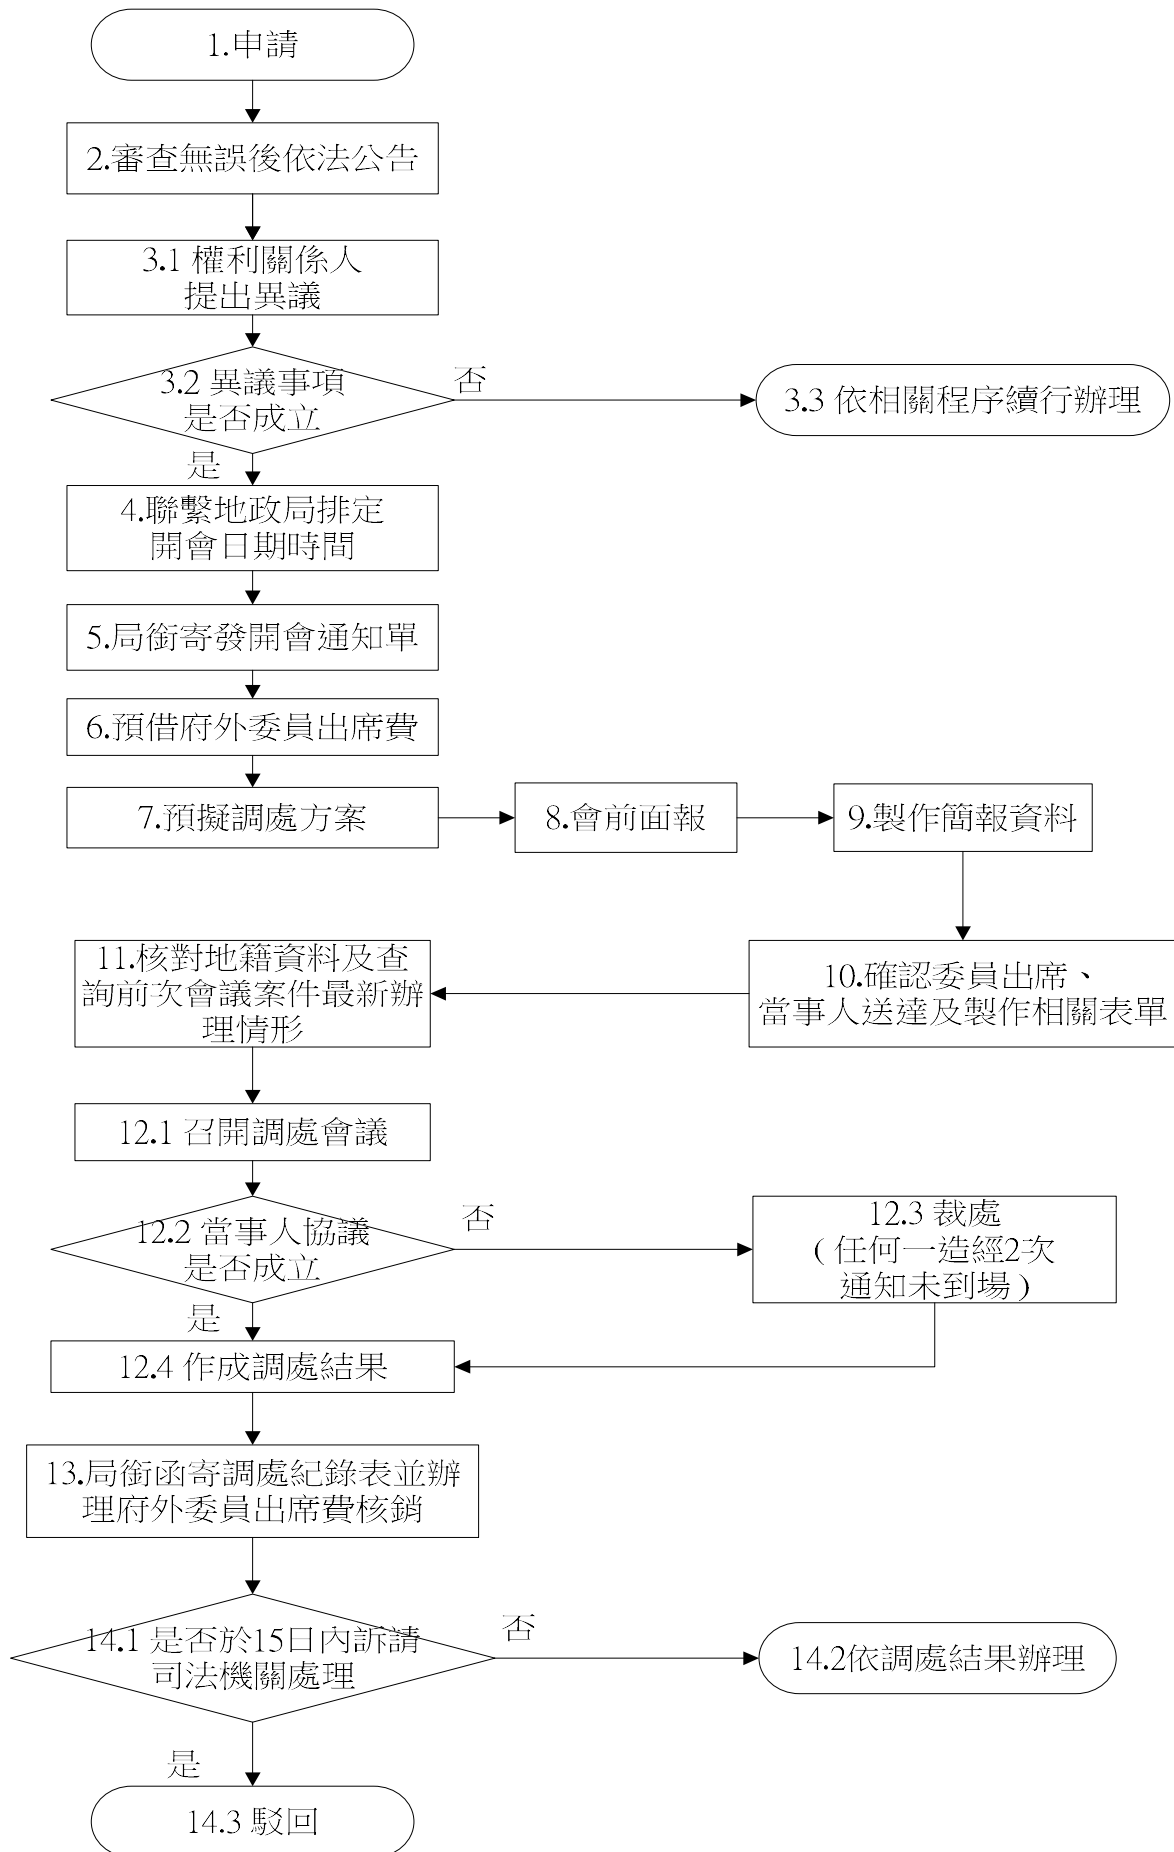 1.申請
2.審查無誤後依法公告
3.1 權利關係人
提出異議
3.2 異議事項
是否成立
否
3.3 依相關程序續行辦理
是
4.聯繫地政局排定
開會日期時間
5.局銜寄發開會通知單
6.預借府外委員出席費
7.預擬調處方案
8.會前面報
9.製作簡報資料
10.確認委員出席、
當事人送達及製作相關表單
11.核對地籍資料及查
詢前次會議案件最新辦
理情形
12.1 召開調處會議
12.2 當事人協議
是否成立
否
12.3 裁處
（任何一造經2次
通知未到場）
是
12.4 作成調處結果
13.局銜函寄調處紀錄表並辦
理府外委員出席費核銷
14.1 是否於15日內訴請
司法機關處理
否
14.2依調處結果辦理
是
14.3 駁回